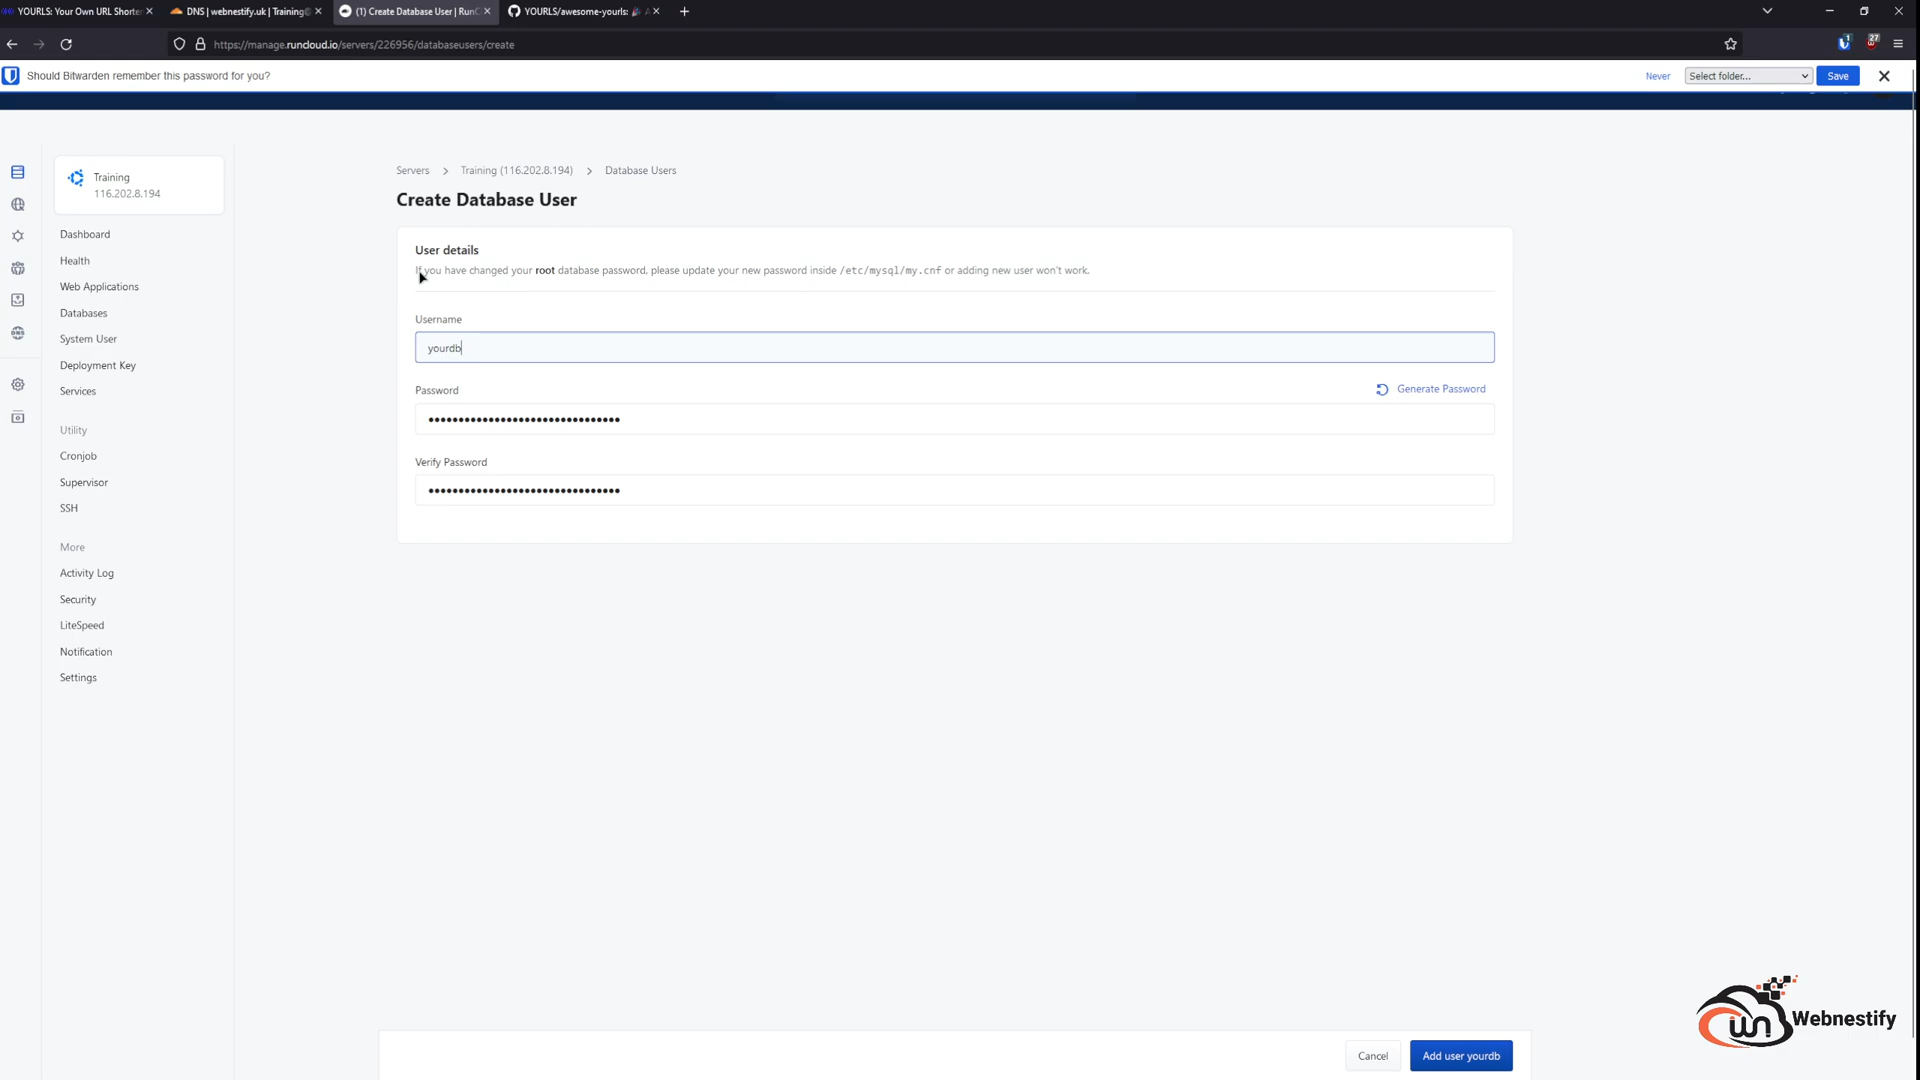 YOURLS: Your Own URL Shorter
DNS | webnestify.uk | Training@
(1) Create Database User | RunC
YOURLS/awesome-yourls: 🎉 A
https://manage.runcloud.io/servers/226956/databaseusers/create
1
27
Should Bitwarden remember this password for you?
Never
Select folder...
Save
Training
116.202.8.194
Dashboard
Health
Web Applications
Databases
System User
Deployment Key
Services
Utility
Cronjob
Supervisor
SSH
More
Activity Log
Security
LiteSpeed
Notification
Settings
DNS
Servers > Training (116.202.8.194) > Database Users
Create Database User
User details
If you have changed your root database password, please update your new password inside /etc/mysql/my.cnf or adding new user won't work.
Username
yourdb
Password
Generate Password
••••••••••••••••••••••••••••••••
Verify Password
••••••••••••••••••••••••••••••••
Cancel
Add user yourdb
Webnestify